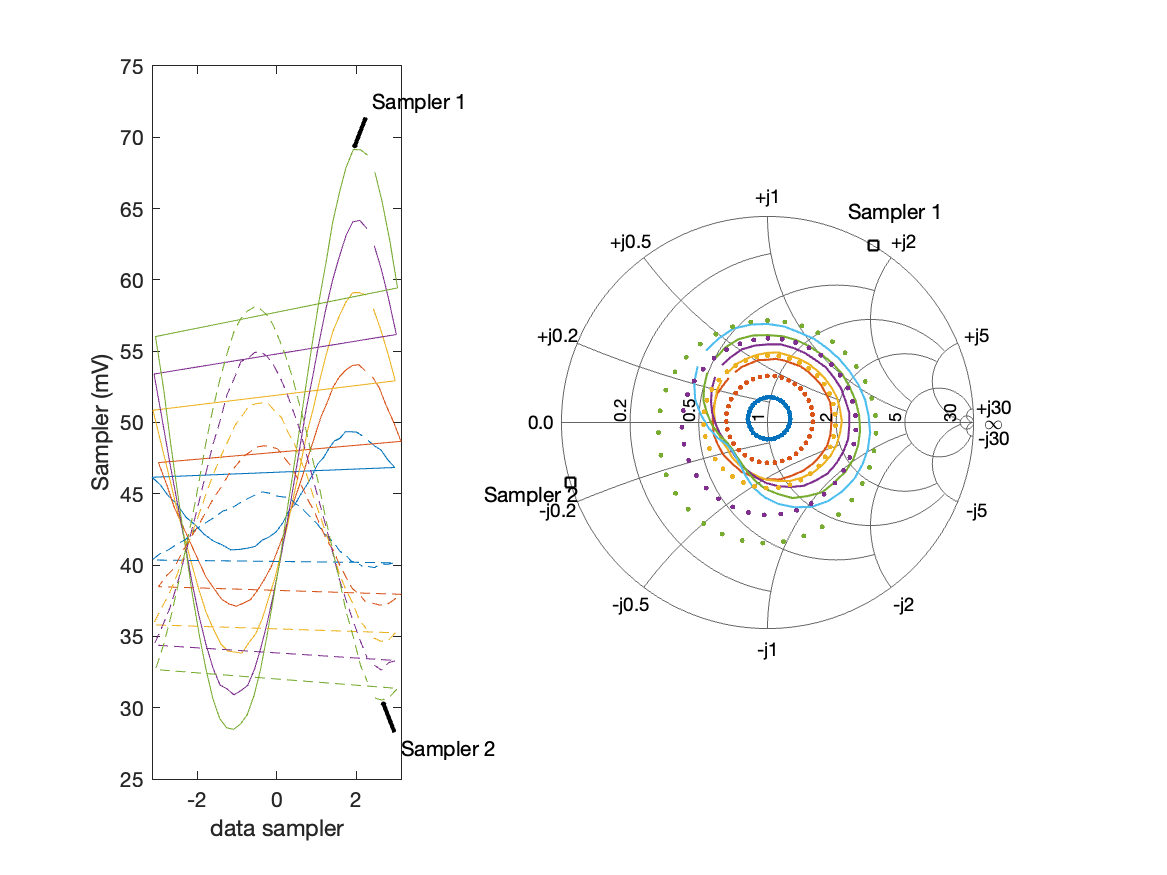 75
70
65
60
55
50
45
40
35
30
25
-2
0
2
data sampler
Sampler (mV)
Sampler 1
Sampler 2
Sampler 1
+j1
+j0.5
+j2
+j0.2
+j5
0.0
0.2
0.5
1
2
5
30
+j30
∞
-j30
Sampler 2
-j0.2
-j5
-j0.5
-j2
-j1